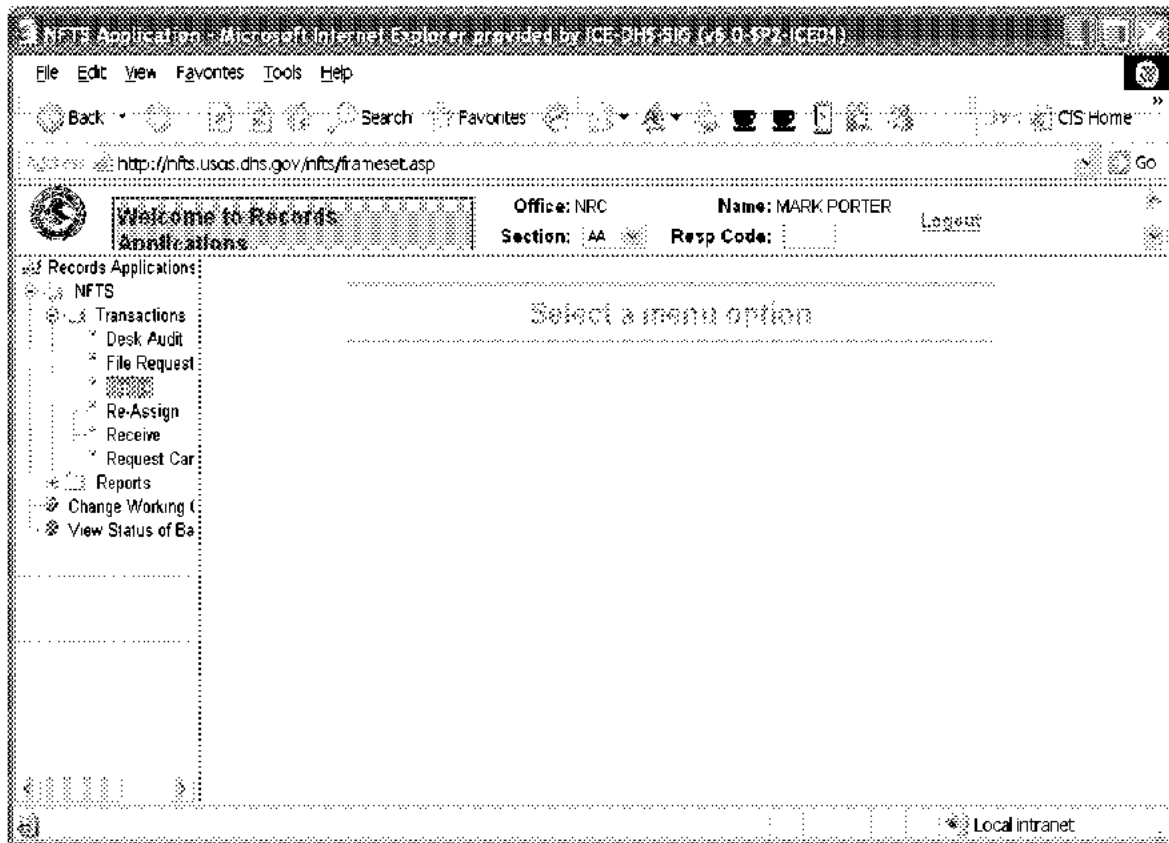 NFTS Application - Microsoft Internet Explorer provided by ICE-DHS-SIG (v6.0-SP2-ICE01)
File Edit View Favorites Tools Help
Back Search Favorites CIS Home
Address http://nfts.uscis.dhs.gov/nfts/frameset.asp Go
Welcome to Records Applications
Office: NRC Name: MARK PORTER Logout
Section: AA Resp Code:
Records Applications
NFTS
Transactions
Select a menu option
Desk Audit
File Request
Re-Assign
Receive
Request Car
Reports
Change Working
View Status of Ba
Local intranet